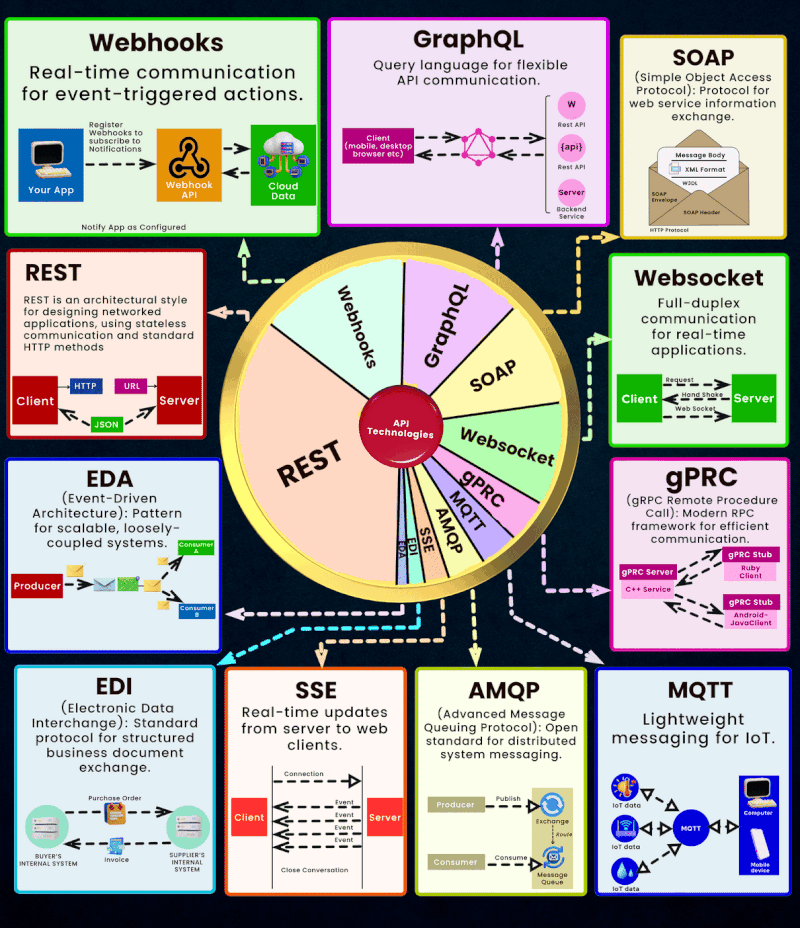 Webhooks
Real-time communication
for event-triggered actions.
Register
Webhooks to
subscribe to
Notifications
Your App
Webhook
API
Cloud
Data
Notify App as Configured
GraphQL
Query language for flexible
API communication.
Client
(mobile, desktop
browser etc)
W
Rest API
{api}
Rest API
Server
Backend
Service
SOAP
(Simple Object Access
Protocol): Protocol for
web service information
exchange.
Message Body
XML Format
WSDL
SOAP
Envelope
SOAP Header
HTTP Protocol
REST
REST is an architectural style
for designing networked
applications, using stateless
communication and standard
HTTP methods
Client
HTTP
URL
Server
JSON
Webhooks
GraphQL
SOAP
Websocket
gPRC
MQTT
AMQP
SSE
EDI
EDA
REST
API
Technologies
Websocket
Full-duplex
communication
for real-time
applications.
Client
Request
Hand Shake
Web Socket
Server
EDA
(Event-Driven
Architecture): Pattern
for scalable, loosely-
coupled systems.
Producer
Consumer A
Consumer B
gPRC
(gRPC Remote Procedure
Call): Modern RPC
framework for efficient
communication.
gPRC Server
C++ Service
gPRC Stub
Ruby
Client
gPRC Stub
Android-
JavaClient
EDI
(Electronic Data
Interchange): Standard
protocol for structured
business document
exchange.
Purchase Order
Invoice
BUYER'S
INTERNAL SYSTEM
SUPPLIER'S
INTERNAL
SYSTEM
SSE
Real-time updates
from server to web
clients.
Connection
Client
Event
Event
Event
Event
Server
Close Conversation
AMQP
(Advanced Message
Queuing Protocol): Open
standard for distributed
system messaging.
Producer
Publish
Exchange
Route
Consumer
Consume
Message
Queue
MQTT
Lightweight
messaging for IoT.
IoT data
IoT data
IoT data
MQTT
Computer
Mobile
device